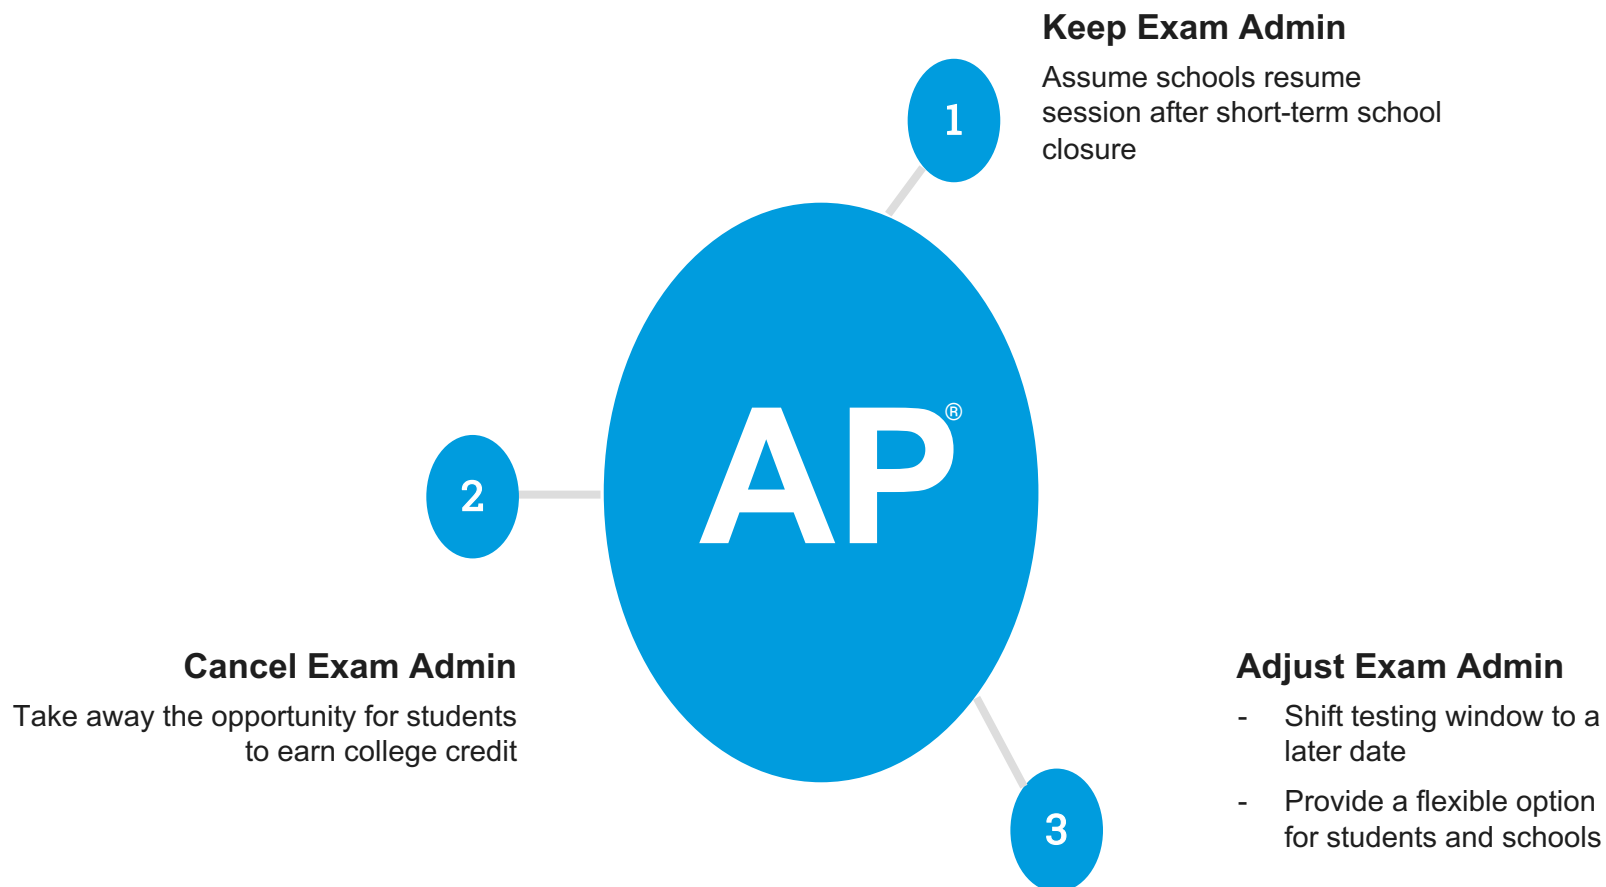 Keep Exam Admin
Assume schools resume
session after short-term school
closure
1
AP®
2
Cancel Exam Admin
Take away the opportunity for students
to earn college credit
Adjust Exam Admin
- Shift testing window to a
later date
- Provide a flexible option
for students and schools
3